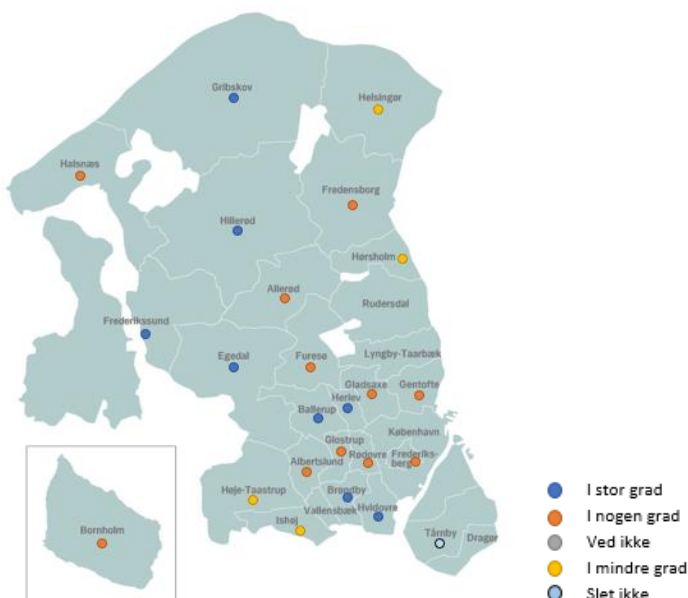 Gribskov
Helsingør
Halsnæs
Fredensborg
Hillerød
Hørsholm
Allerød
Rudersdal
Frederikssund
Egedal
Furesø
Lyngby-Taarbæk
Gladsaxe
Gentofte
Herlev
Ballerup
København
Glostrup
Rødovre
Frederiks-
berg
Albertslund
Høje-Taastrup
Brøndby
Vallensbæk
Hvidovre
Ishøj
Tårnby
Dragør
Bornholm
I stor grad
I nogen grad
Ved ikke
I mindre grad
Slet ikke